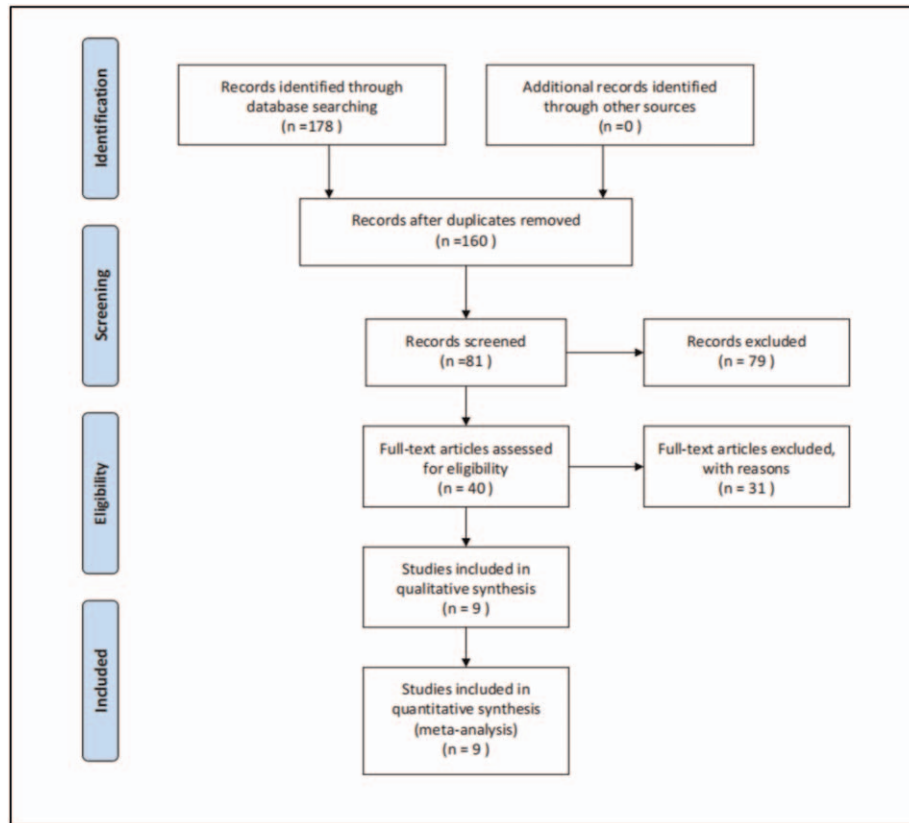 Identification
Records identified through
database searching
(n =178 )
Additional records identified
through other sources
(n =0 )
Screening
Records after duplicates removed
(n =160 )
Records screened
(n =81 )
Records excluded
(n = 79 )
Eligibility
Full-text articles assessed
for eligibility
(n = 40 )
Full-text articles excluded,
with reasons
(n = 31 )
Studies included in
qualitative synthesis
(n = 9 )
Included
Studies included in
quantitative synthesis
(meta-analysis)
(n = 9 )